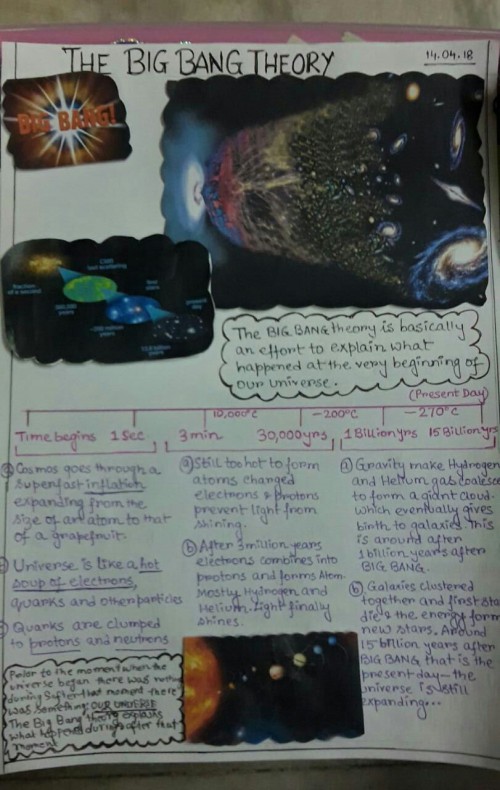 THE BIG BANG THEORY
14.04.18
BIG BANG!
fraction of a second
380,000 years
The BIG BANG theory is basically
an effort to explain what
happened at the very beginning of
our universe.
(Present Day)
10,000°C -200°C -270°C
Time begins 1 Sec 3 min 30,000yrs 1 Billion yrs 15 Billion yrs
a Cosmos goes through a
superfast inflation
expanding from the
size of an atom to that
of a grapefruit.
Universe is like a hot
soup of electrons,
quarks and other particles
Quarks are clumped
to protons and neutrons
a) Still too hot to form
atoms changed
electrons & protons
prevent light from
shining.
b) After 3 million years
electrons combines into
protons and forms Atom.
Mostly Hydrogen and
Helium. Light finally
shines.
a) Gravity make Hydrogen
and Helium gas coalesce
to form a giant cloud
which eventually gives
birth to galaxies. This
is around after
1 billion years after
BIG BANG.
b) Galaxies clustered
together and first
die & the energy form
new stars. Around
15 billion years after
BIG BANG that is the
present day - the
universe is still
expanding...
Prior to the moment when the
universe began there was
during & after that moment there
was something: OUR UNIVERSE
The Big Bang theory explains
what happened during & after that
moment